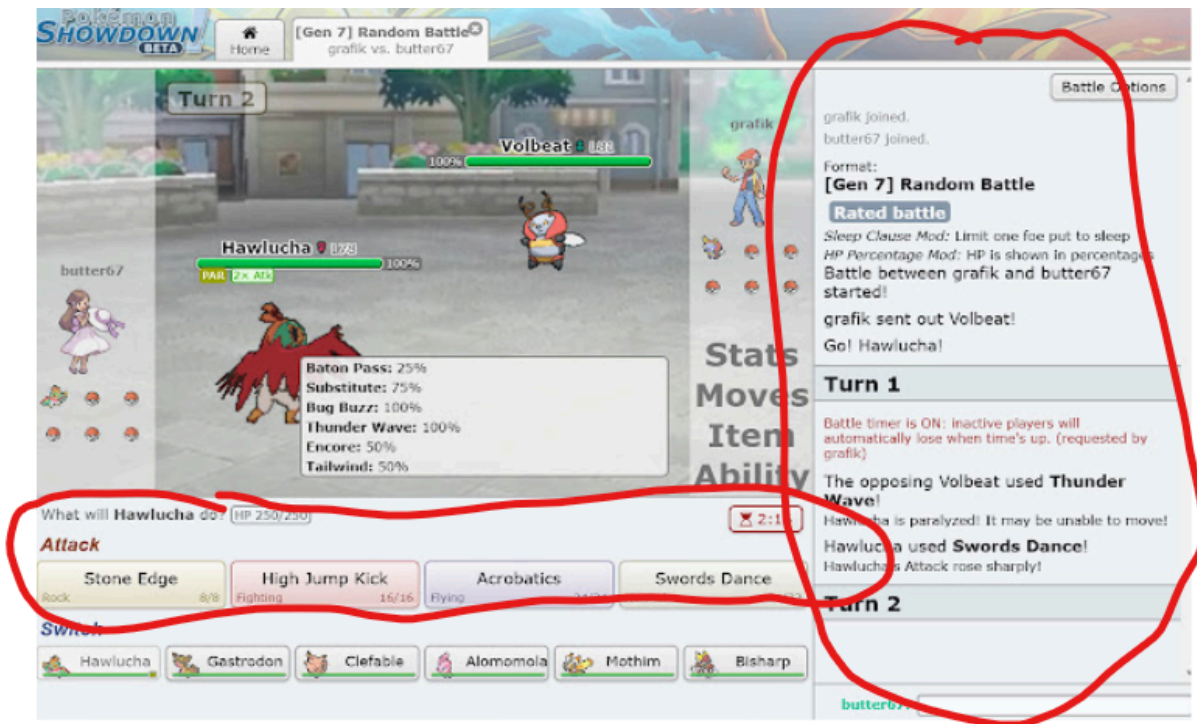 Pokémon
SHOWDOWN
BETA
Home
[Gen 7] Random Battle
grafik vs. butter67
Turn 2
Volbeat
100%
Hawlucha L78
100%
PAR 2x Atk
grafik
butter67
Baton Pass: 25%
Substitute: 75%
Bug Buzz: 100%
Thunder Wave: 100%
Encore: 50%
Tailwind: 50%
Stats
Moves
Item
Ability
What will Hawlucha do? HP 250/250
Attack
Stone Edge
Rock 8/8
High Jump Kick
Fighting 16/16
Acrobatics
Flying
Swords Dance
Switch
Hawlucha
Gastrodon
Clefable
Alomomola
Mothim
Bisharp
Battle Options
grafik joined.
butter67 joined.
Format:
[Gen 7] Random Battle
Rated battle
Sleep Clause Mod: Limit one foe put to sleep
HP Percentage Mod: HP is shown in percentages
Battle between grafik and butter67
started!
grafik sent out Volbeat!
Go! Hawlucha!
Turn 1
Battle timer is ON: inactive players will
automatically lose when time's up. (requested by
grafik)
The opposing Volbeat used Thunder
Wave!
Hawlucha is paralyzed! It may be unable to move!
Hawlucha used Swords Dance!
Hawlucha's Attack rose sharply!
Turn 2
butter67: